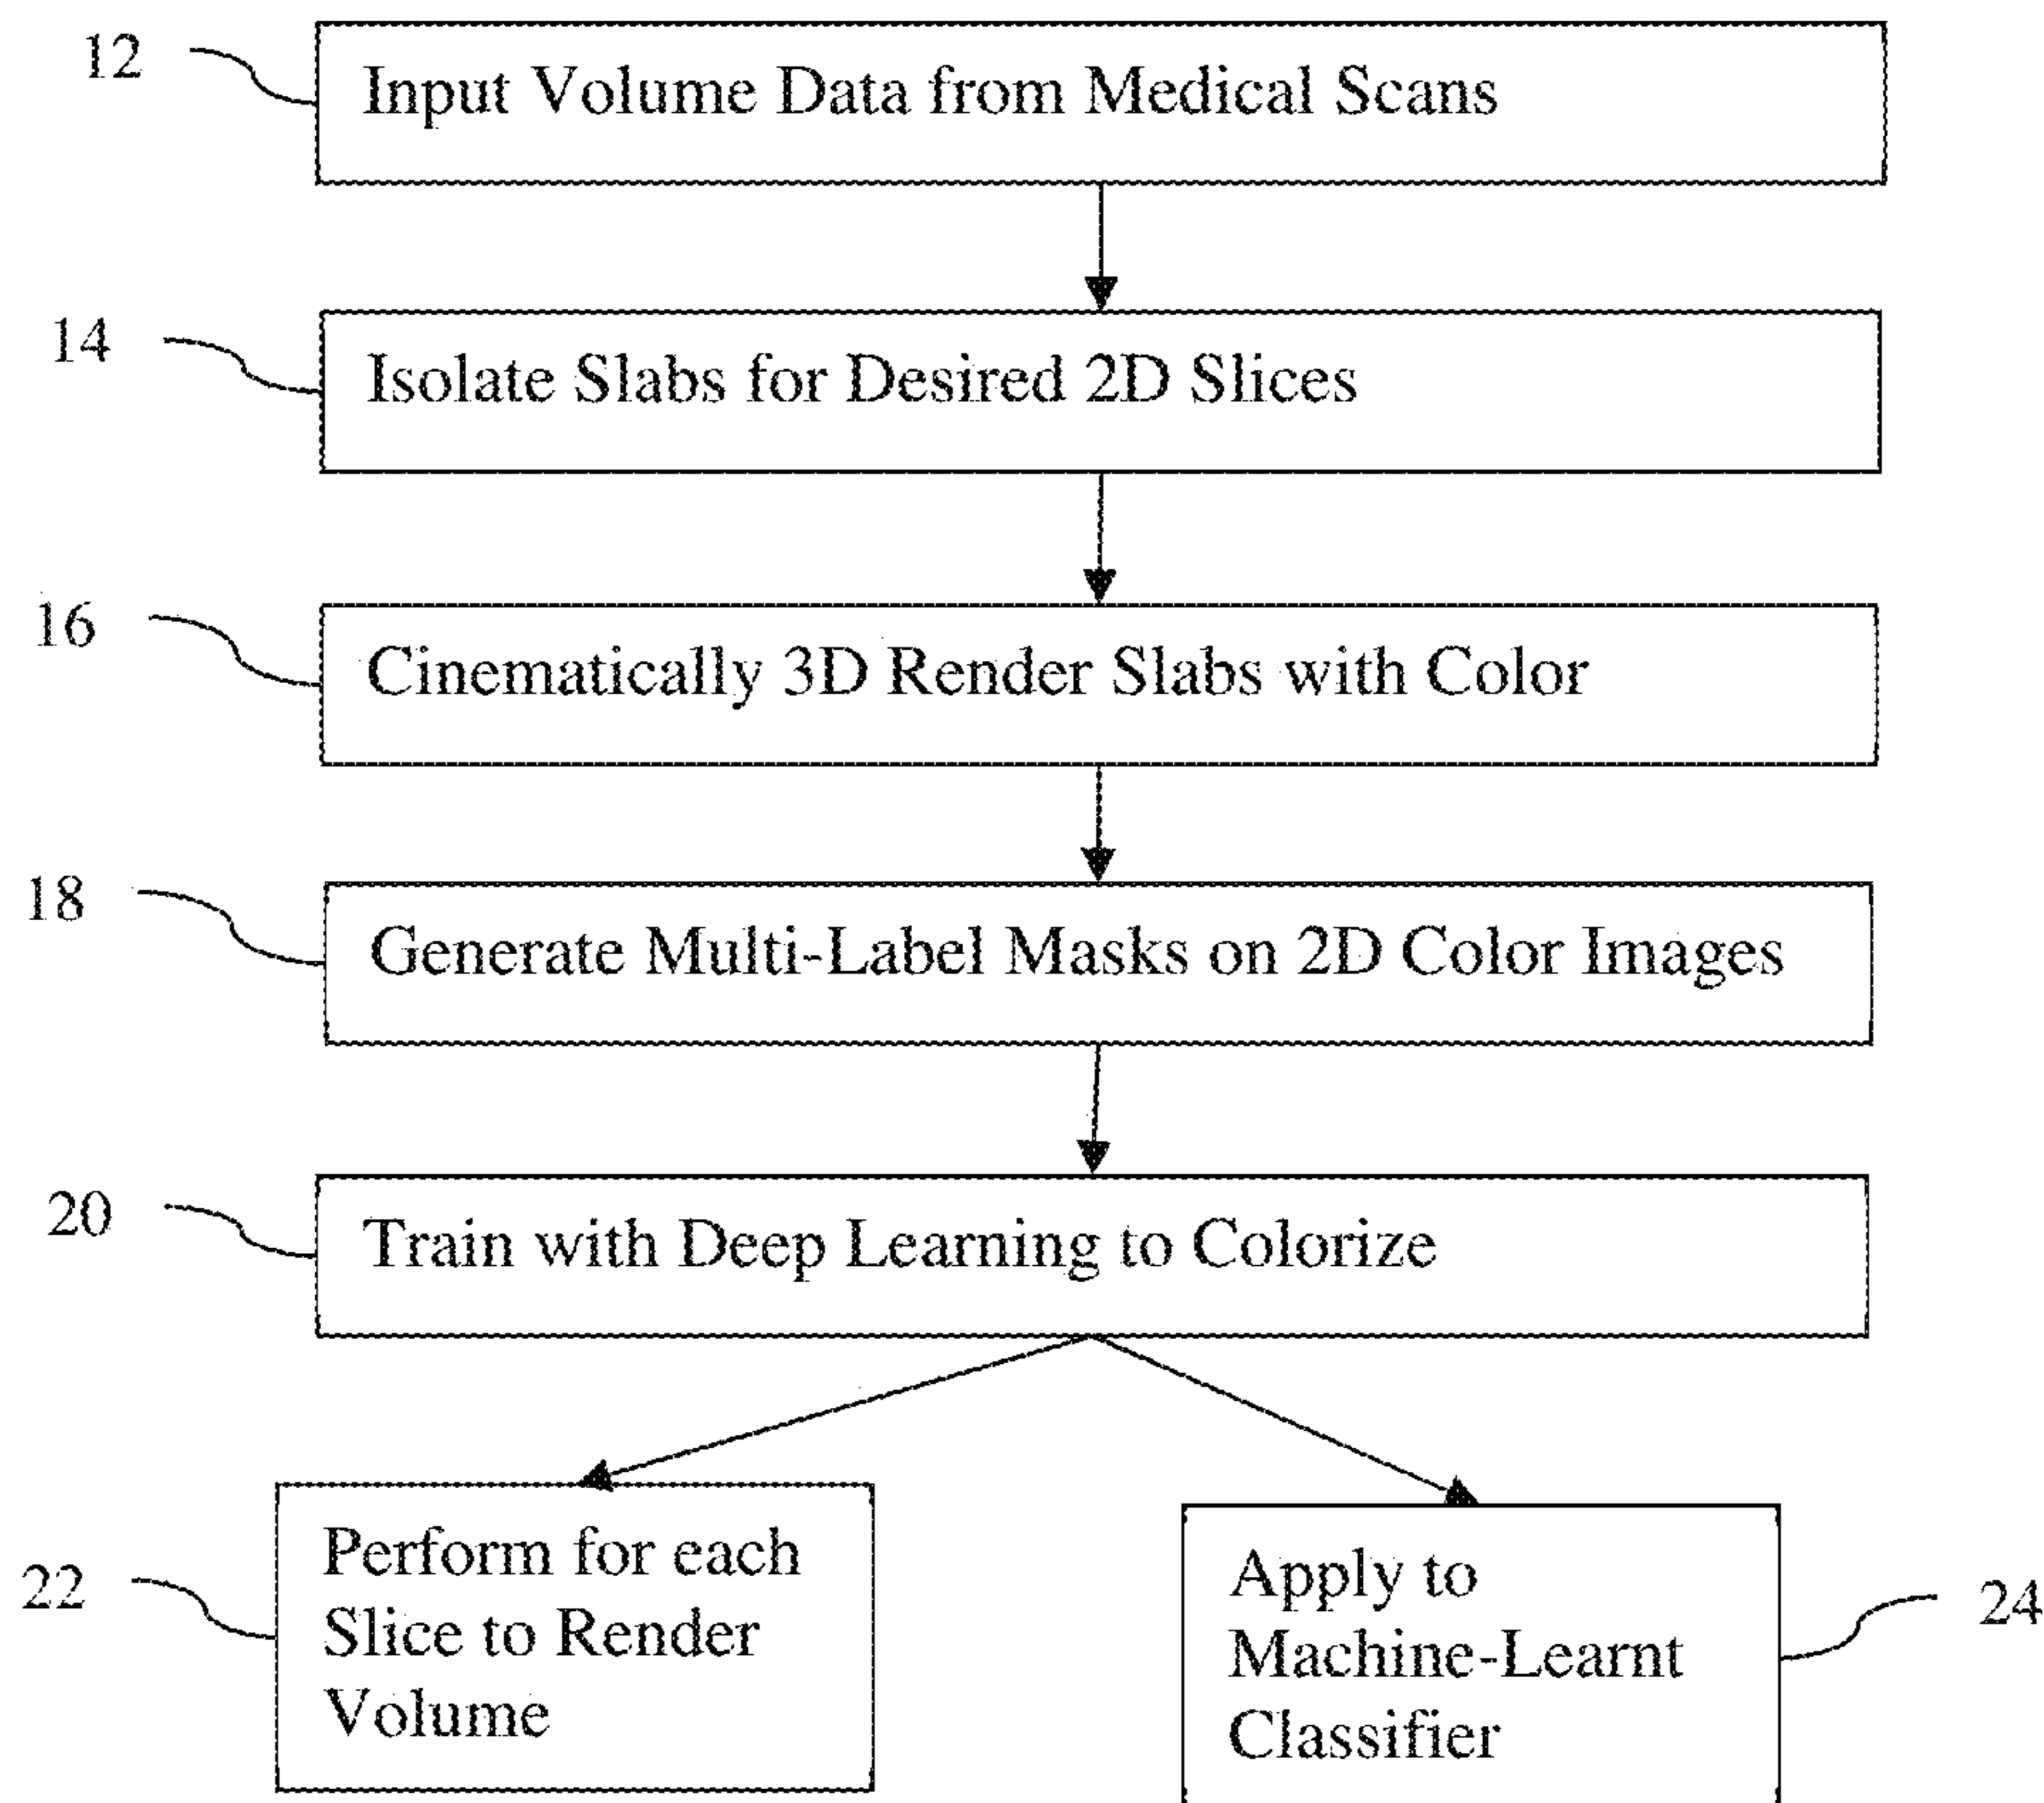 12
Input Volume Data from Medical Scans
14
Isolate Slabs for Desired 2D Slices
16
Cinematically 3D Render Slabs with Color
18
Generate Multi-Label Masks on 2D Color Images
20
Train with Deep Learning to Colorize
22
Perform for each
Slice to Render
Volume
Apply to
Machine-Learnt
Classifier
24